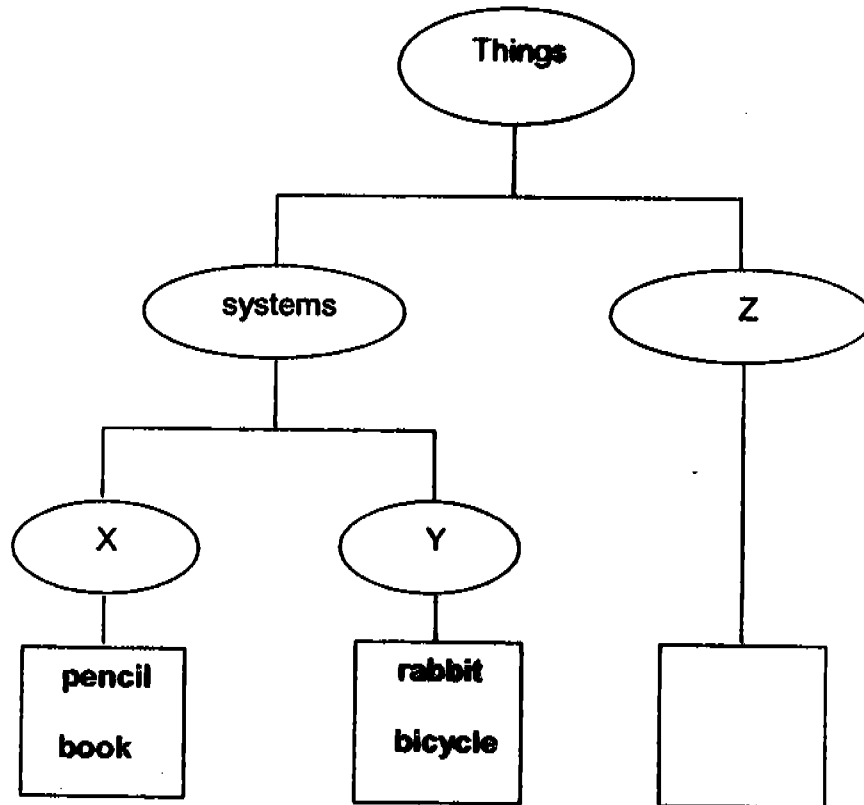 Things
systems
Z
X
Y
pencil
book
rabbit
bicycle